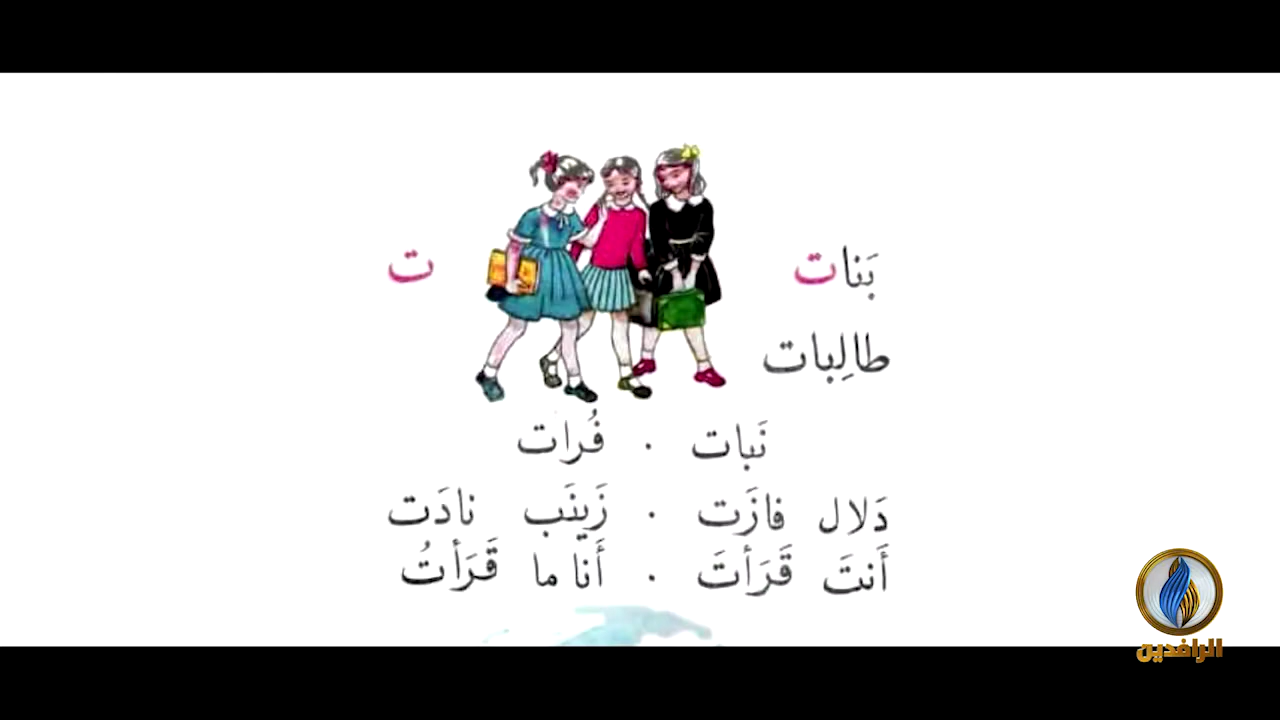 بَنات ت
طالِبات
نَبات . فُرات
دَلال فازَت . زَينَب نادَت
أَنتَ قَرَأتَ . أَنا ما قَرَأتُ
الرافدين